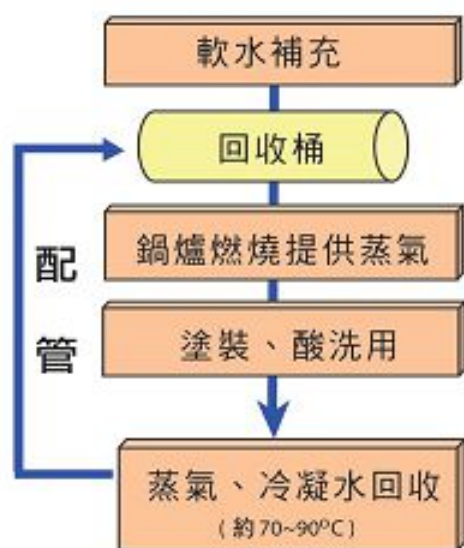 軟水補充
回收桶
鍋爐燃燒提供蒸氣
塗裝、酸洗用
蒸氣、冷凝水回收
(約70~90ºC)
配
管